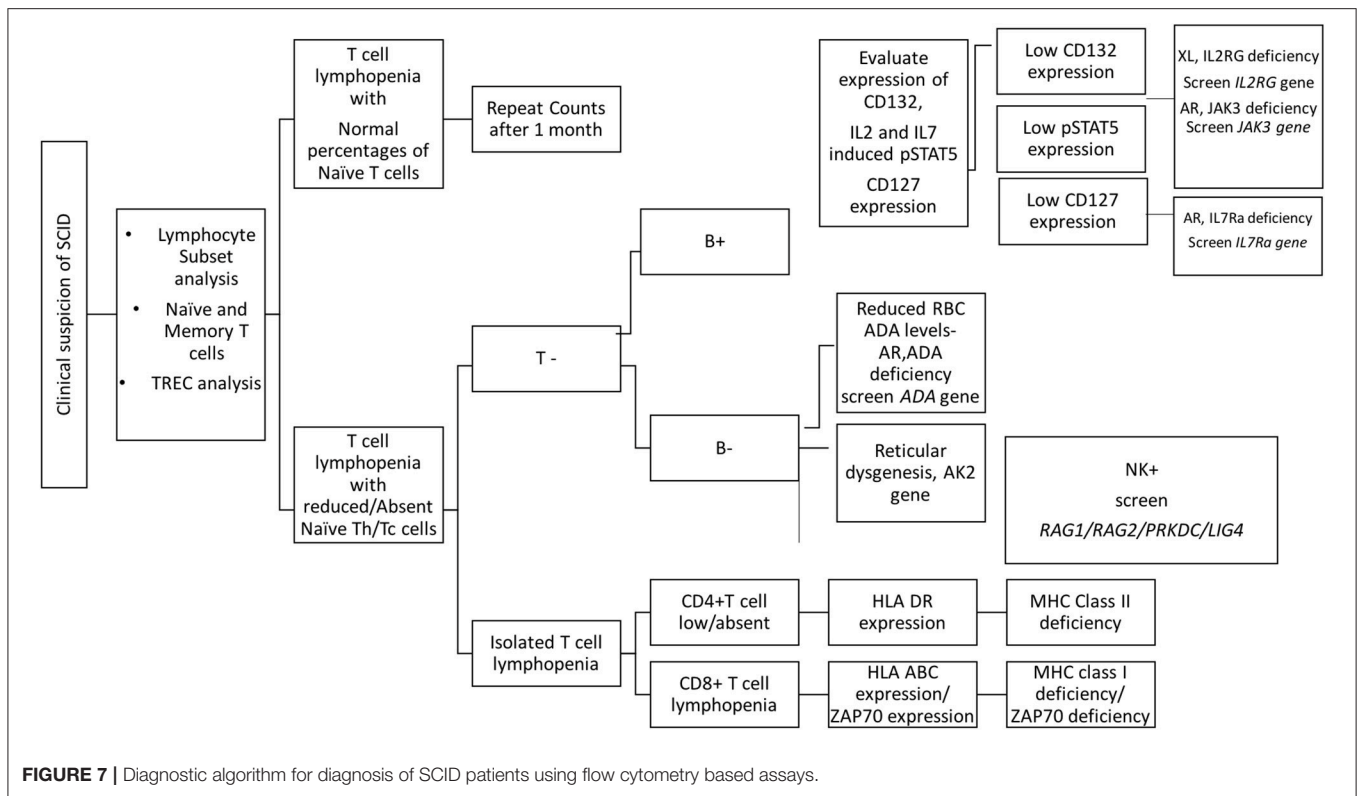 Clinical suspicion of SCID
• Lymphocyte
Subset
analysis
• Naïve and
Memory T
cells
• TREC analysis
T cell
lymphopenia
with
Normal
percentages of
Naïve T cells
Repeat Counts
after 1 month
T cell
lymphopenia
with
reduced/Absent
Naïve Th/Tc cells
T -
B+
B-
Evaluate
expression of
CD132,
IL2 and IL7
induced pSTAT5
CD127
expression
Low CD132
expression
Low pSTAT5
expression
Low CD127
expression
XL, IL2RG deficiency
Screen IL2RG gene
AR, JAK3 deficiency
Screen JAK3 gene
AR, IL7Ra deficiency
Screen IL7Ra gene
Reduced RBC
ADA levels-
AR,ADA
deficiency
screen ADA gene
Reticular
dysgenesis, AK2
gene
NK+
screen
RAG1/RAG2/PRKDC/LIG4
Isolated T cell
lymphopenia
CD4+T cell
low/absent
HLA DR
expression
MHC Class II
deficiency
CD8+ T cell
lymphopenia
HLA ABC
expression/
ZAP70 expression
MHC class I
deficiency/
ZAP70 deficiency
FIGURE 7 | Diagnostic algorithm for diagnosis of SCID patients using flow cytometry based assays.